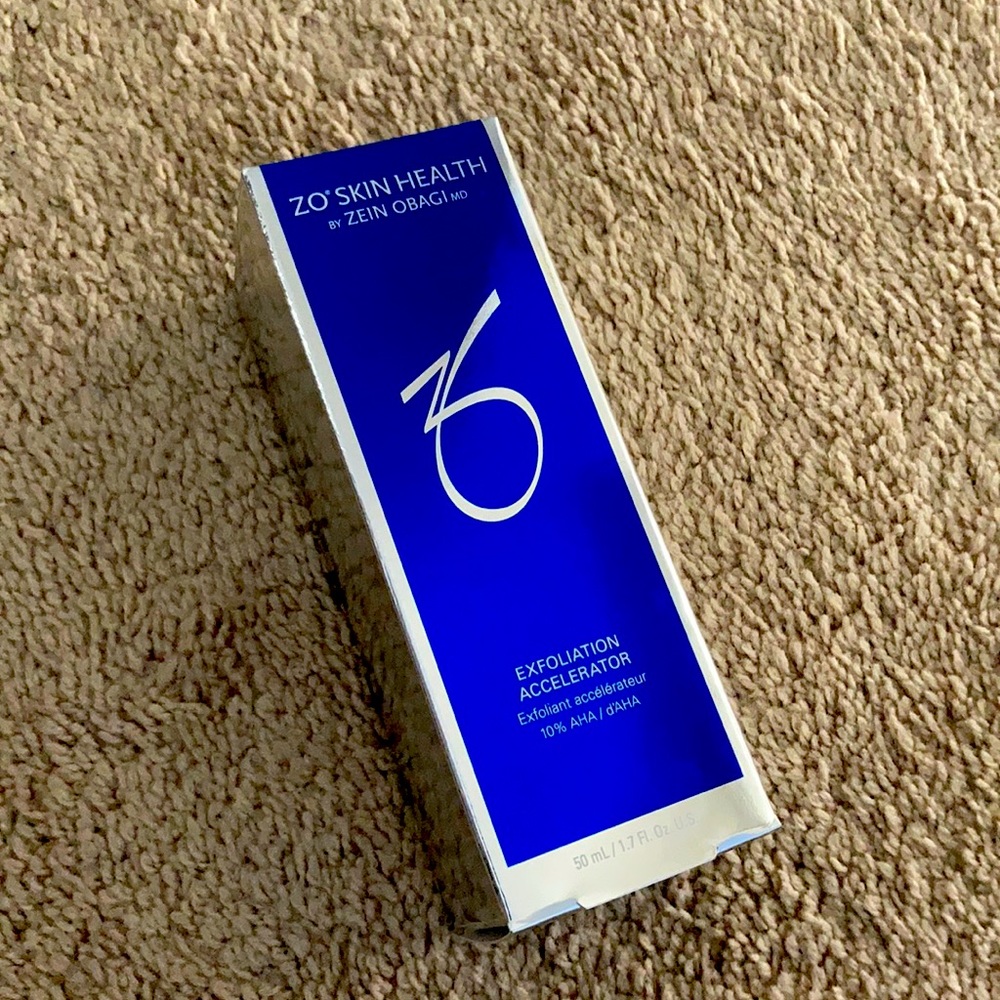 ZO® SKIN HEALTH
BY ZEIN OBAGI MD
ZO
EXFOLIATION
ACCELERATOR
Exfoliant accélérateur
10% AHA / d'AHA
50 mL / 1.7 Fl. Oz. U.S.